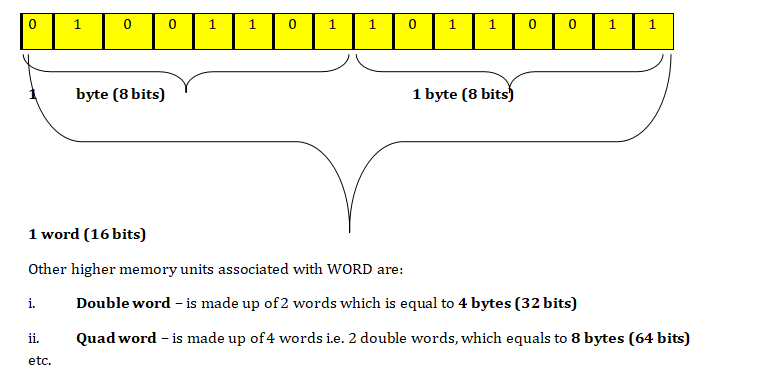 0 1 0 0 1 1 0 1 1 0 1 1 0 0 1 1
1 byte (8 bits) 1 byte (8 bits)
1 word (16 bits)
Other higher memory units associated with WORD are:
i. Double word – is made up of 2 words which is equal to 4 bytes (32 bits)
ii. Quad word – is made up of 4 words i.e. 2 double words, which equals to 8 bytes (64 bits)
etc.